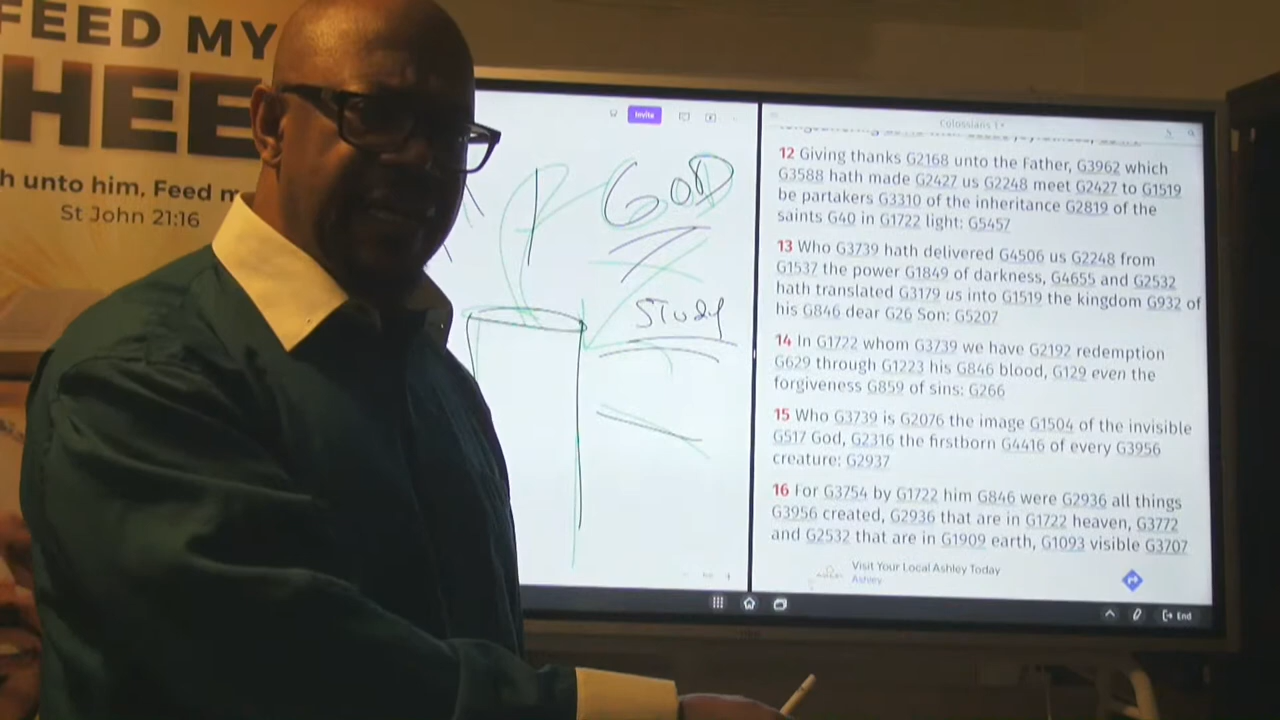 FEED MY
HEE
h unto him, Feed m
St John 21:16
Invite
GOD
Study
Colossians 1
12 Giving thanks G2168 unto the Father, G3962 which
G3588 hath made G2427 us G2248 meet G2427 to G1519
be partakers G3310 of the inheritance G2819 of the
saints G40 in G1722 light: G5457
13 Who G3739 hath delivered G4506 us G2248 from
G1537 the power G1849 of darkness, G4655 and G2532
hath translated G3179 us into G1519 the kingdom G932 of
his G846 dear G26 Son: G5207
14 In G1722 whom G3739 we have G2192 redemption
G629 through G1223 his G846 blood, G129 even the
forgiveness G859 of sins: G266
15 Who G3739 is G2076 the image G1504 of the invisible
G517 God, G2316 the firstborn G4416 of every G3956
creature: G2937
16 For G3754 by G1722 him G846 were G2936 all things
G3956 created, G2936 that are in G1722 heaven, G3772
and G2532 that are in G1909 earth, G1093 visible G3707
ASHLEY
Visit Your Local Ashley Today
Ashley
End